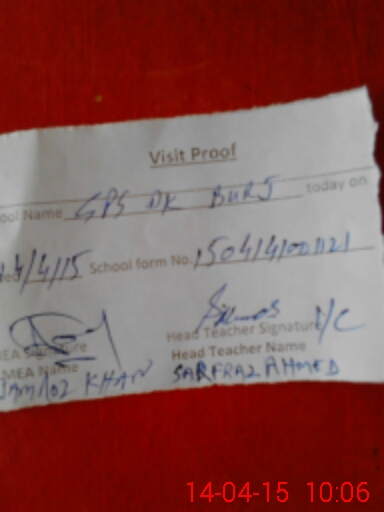 Visit Proof
ool Name GPS DK BURJ today on
14/4/15 School form No.
Head Teacher Signature I/C
MEA Signature Head Teacher Name
MEA Name KHAN SARFRAZ AHMED
14-04-15 10:06